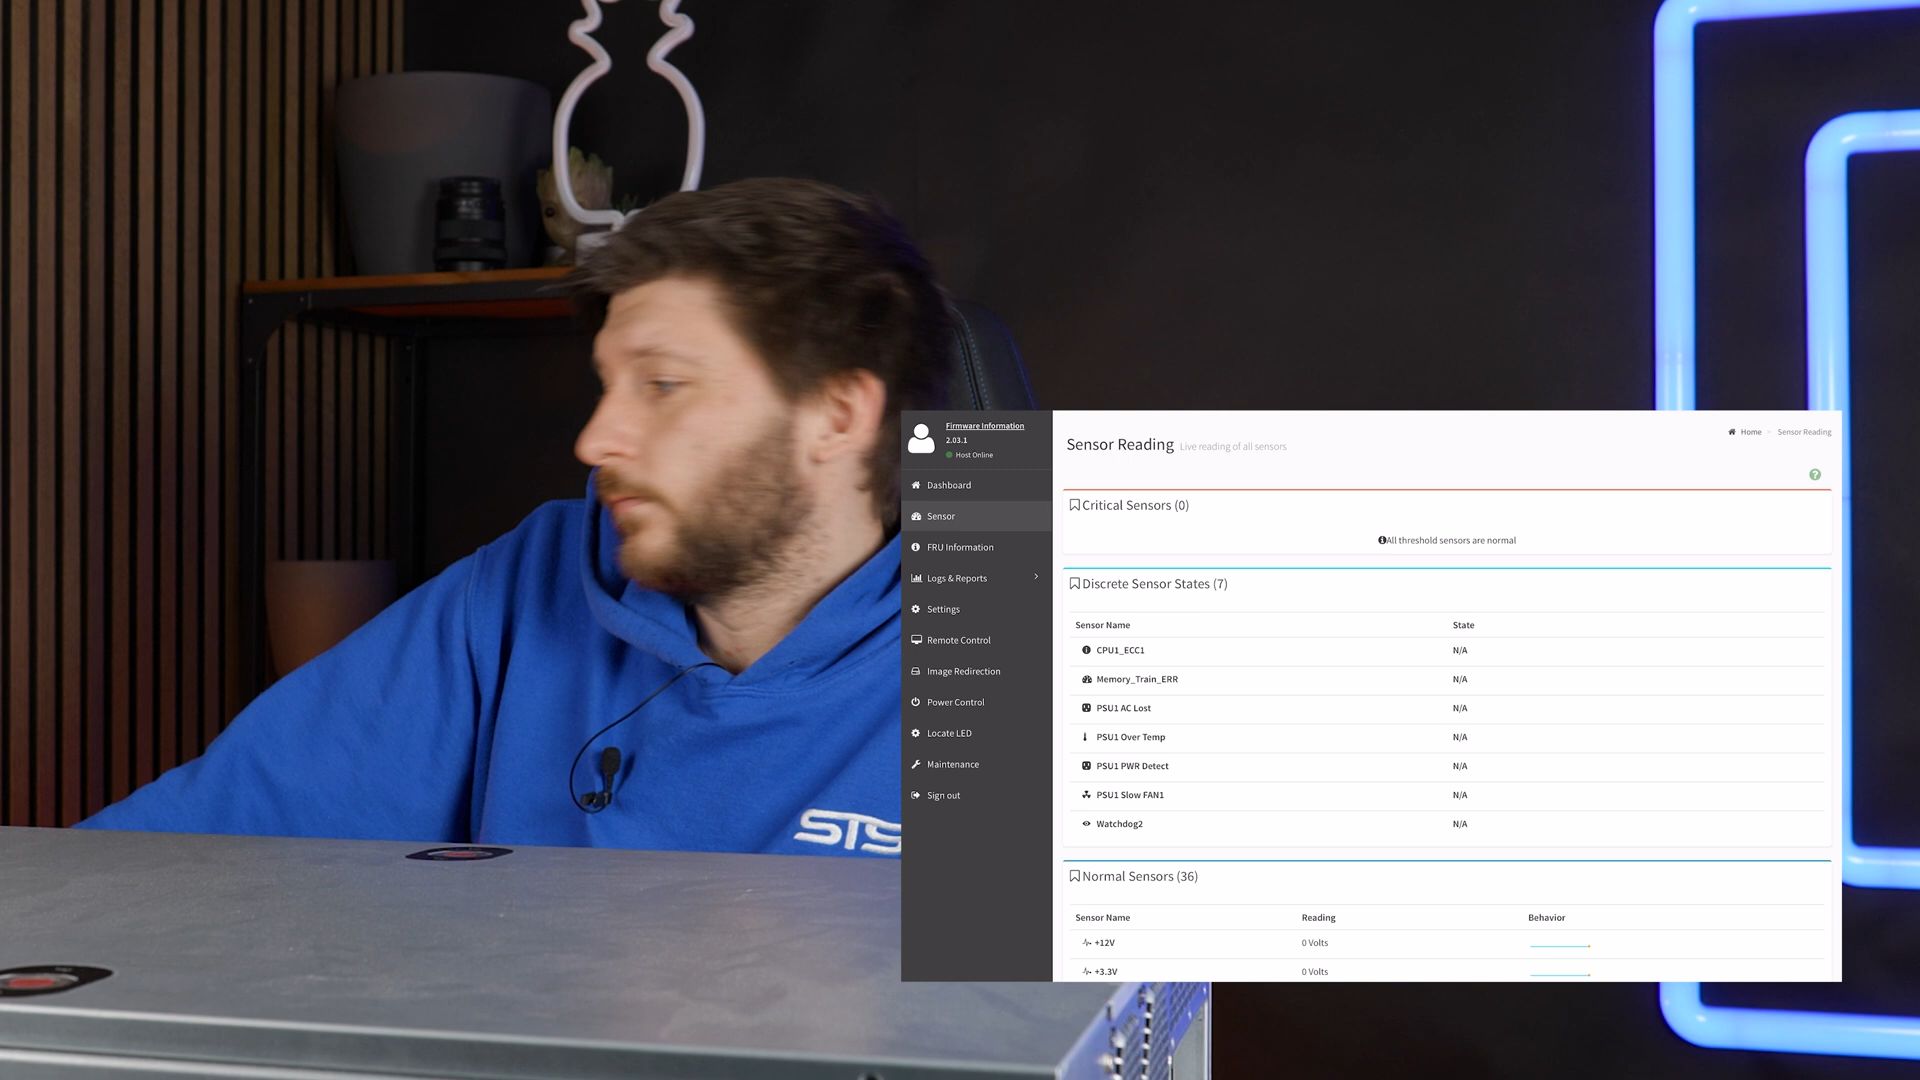 Firmware Information
2.03.1
Host Online
Dashboard
Sensor
FRU Information
Logs & Reports
Settings
Remote Control
Image Redirection
Power Control
Locate LED
Maintenance
Sign out
Sensor Reading Live reading of all sensors
Home Sensor Reading
Critical Sensors (0)
All threshold sensors are normal
Discrete Sensor States (7)
Sensor Name State
CPU1_ECC1 N/A
Memory_Train_ERR N/A
PSU1 AC Lost N/A
PSU1 Over Temp N/A
PSU1 PWR Detect N/A
PSU1 Slow FAN1 N/A
Watchdog2 N/A
Normal Sensors (36)
Sensor Name Reading Behavior
+12V 0 Volts
+3.3V 0 Volts